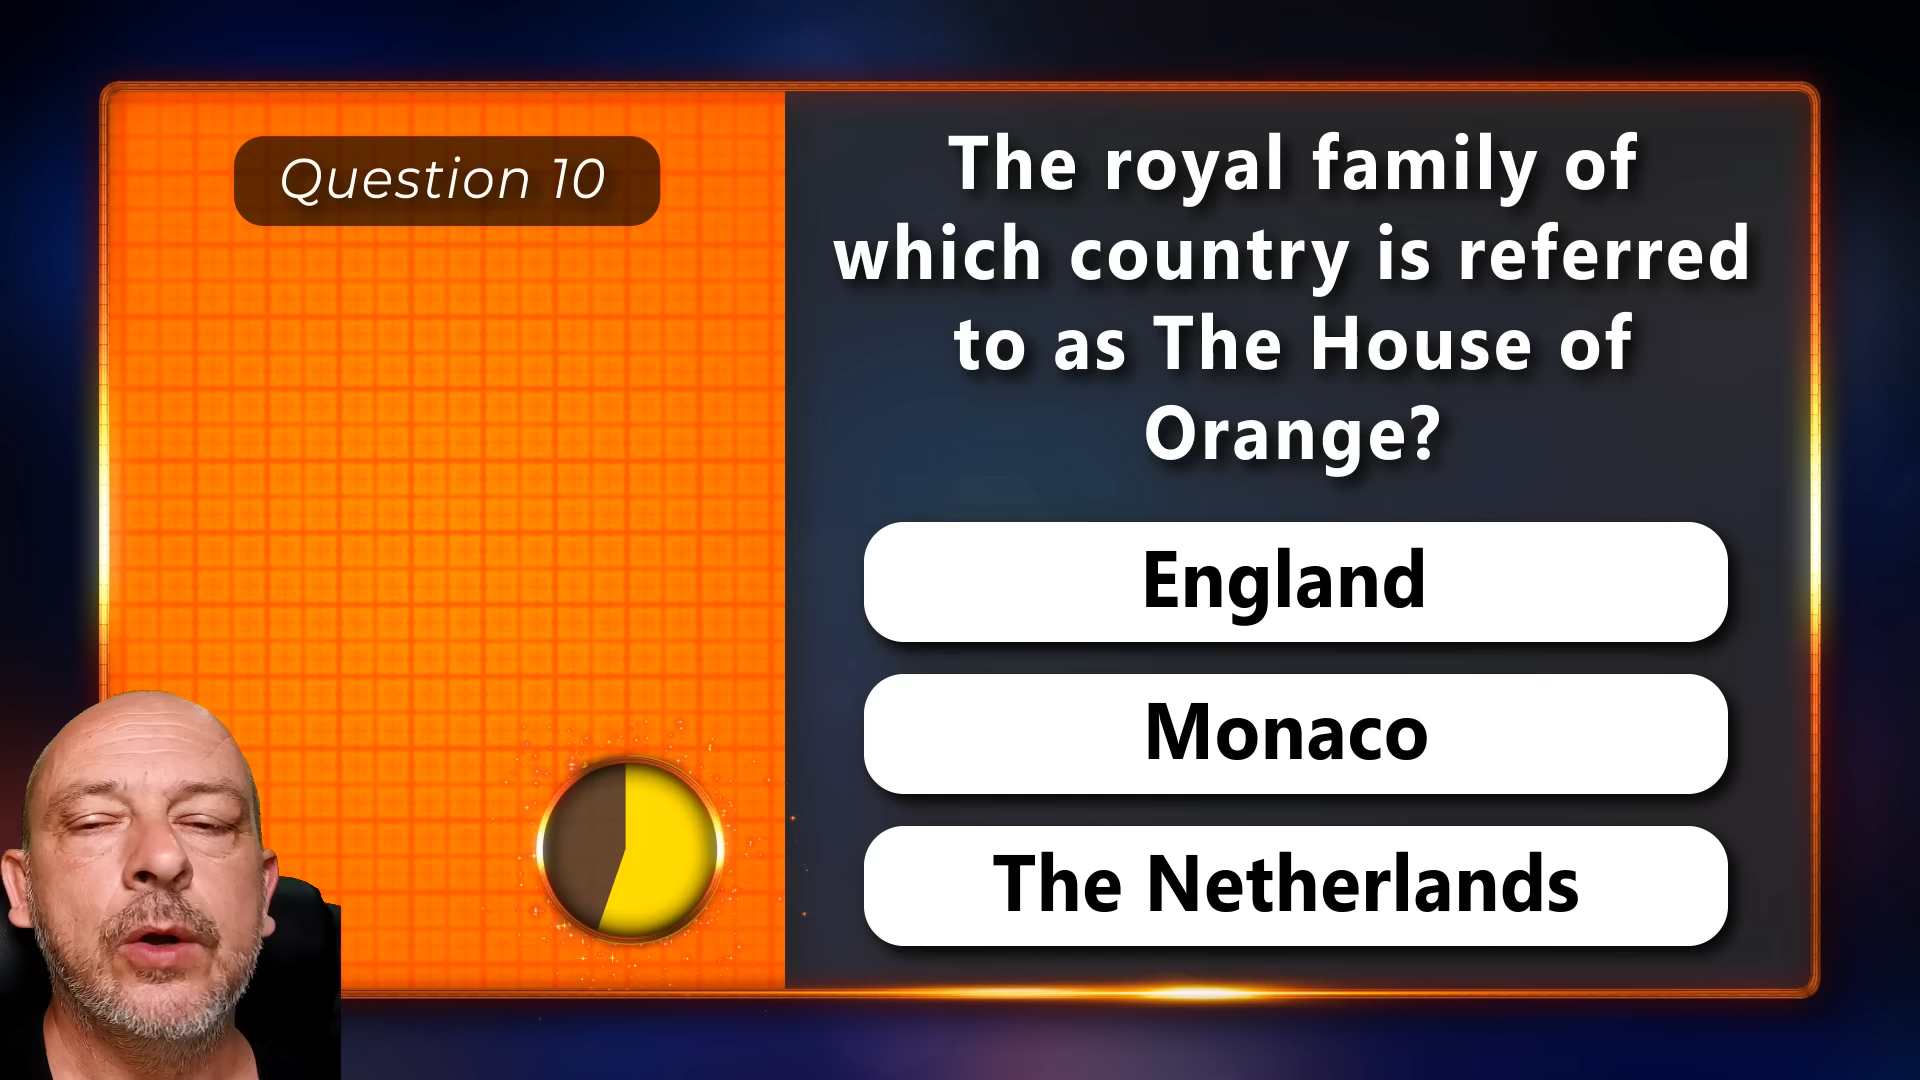 Question 10
The royal family of
which country is referred
to as The House of
Orange?
England
Monaco
The Netherlands